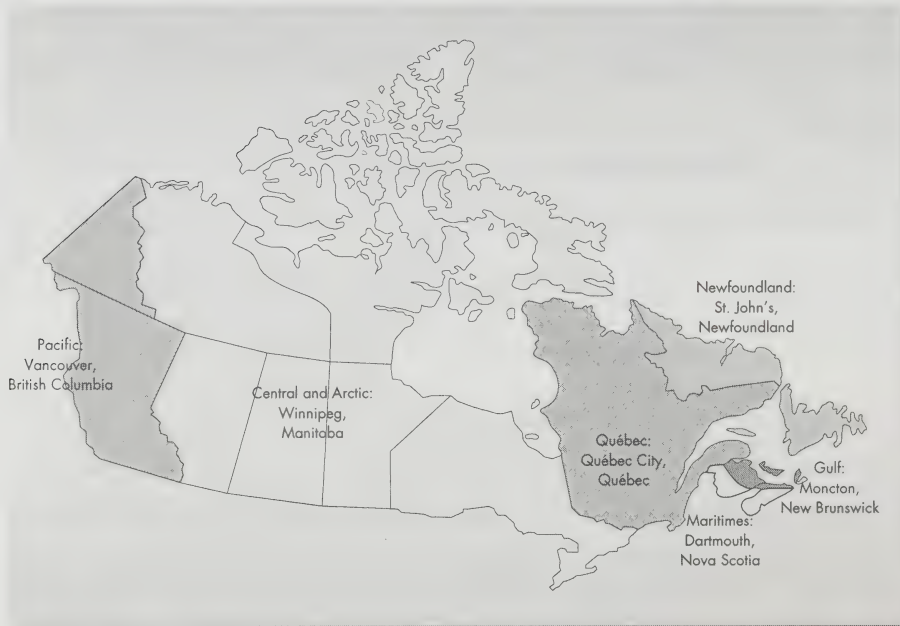 Newfoundland:
St. John's,
Newfoundland
Pacific:
Vancouver,
British Columbia
Central and Arctic:
Winnipeg,
Manitoba
Québec:
Québec City,
Québec
Gulf:
Moncton,
New Brunswick
Maritimes:
Dartmouth,
Nova Scotia